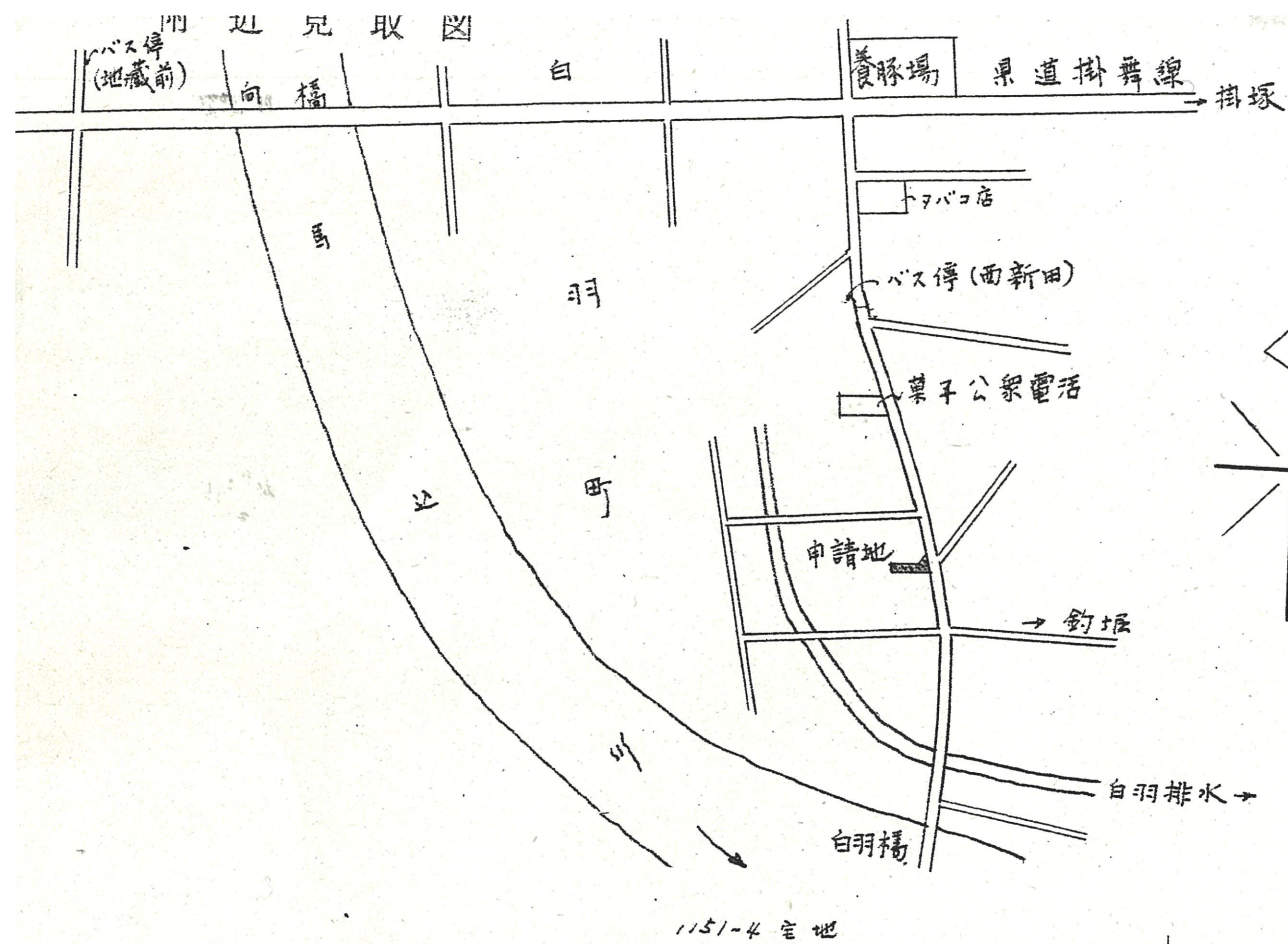 附近見取図
バス停
(地蔵前)
向橋
白
養豚場
県道掛舞線
→掛塚
タバコ店
馬
羽
バス停(西新田)
菓子公衆電話
込
町
申請地
→釣堀
川
白羽排水→
白羽橋
1151-4 宅地